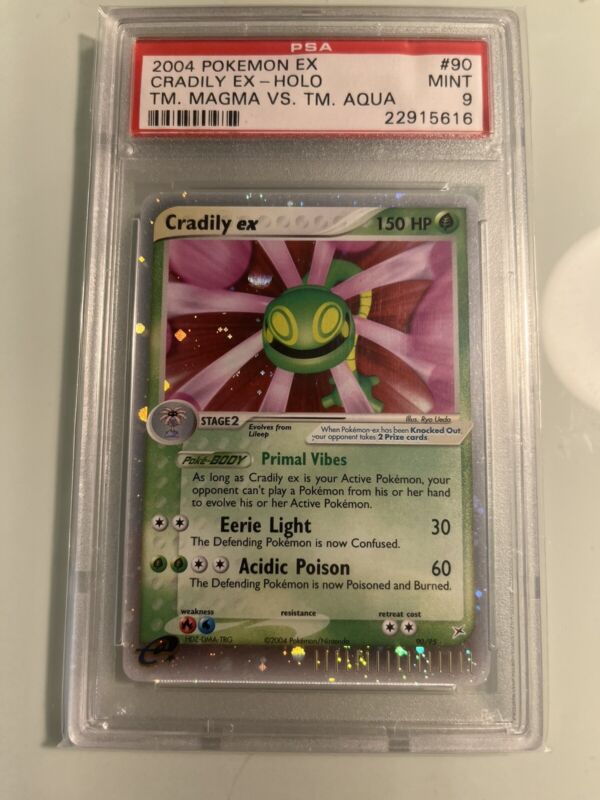 PSA
2004 POKEMON EX #90
CRADILY EX-HOLO MINT
TM. MAGMA VS. TM. AQUA 9
22915616
Cradily ex 150 HP
STAGE2 Evolves from Lileep
Illus. Ryo Ueda
When Pokémon-ex has been Knocked Out,
your opponent takes 2 Prize cards.
Poké-BODY Primal Vibes
As long as Cradily ex is your Active Pokémon, your
opponent can't play a Pokémon from his or her hand
to evolve his or her Active Pokémon.
Eerie Light 30
The Defending Pokémon is now Confused.
Acidic Poison 60
The Defending Pokémon is now Poisoned and Burned.
weakness resistance retreat cost
©2004 Pokémon/Nintendo 90/95